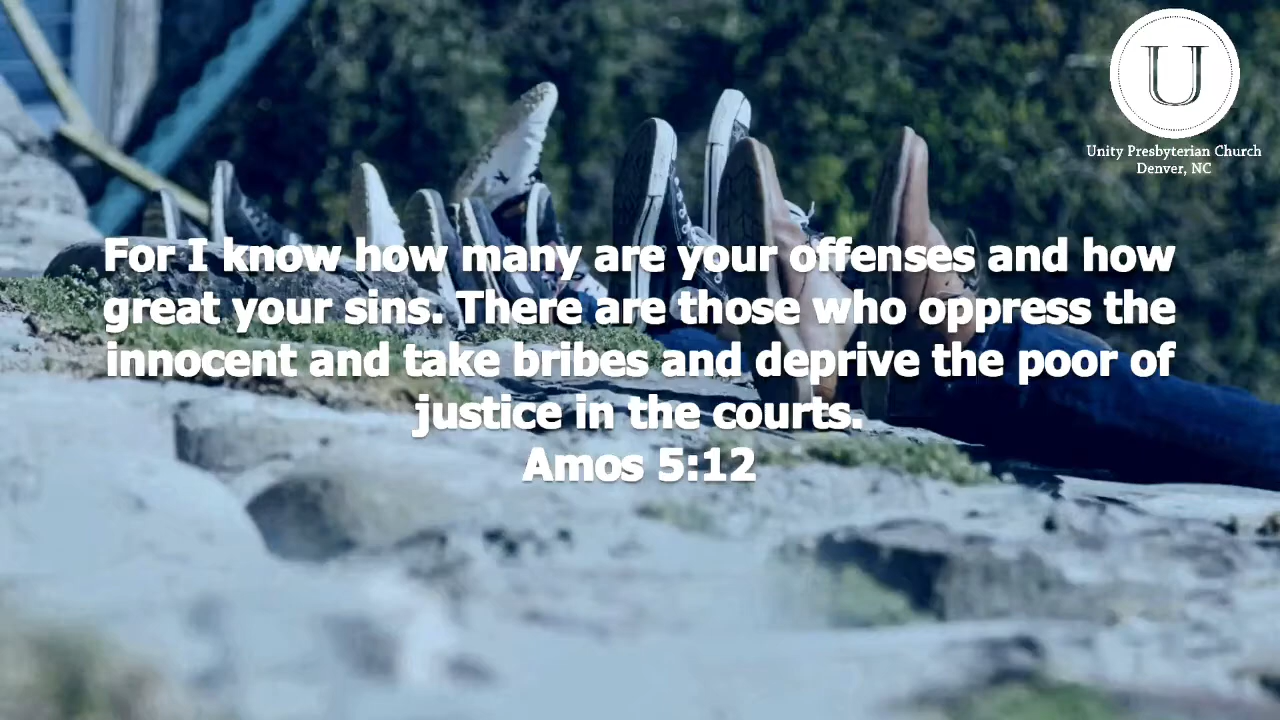 U
Unity Presbyterian Church
Denver, NC
For I know how many are your offenses and how
great your sins. There are those who oppress the
innocent and take bribes and deprive the poor of
justice in the courts.
Amos 5:12